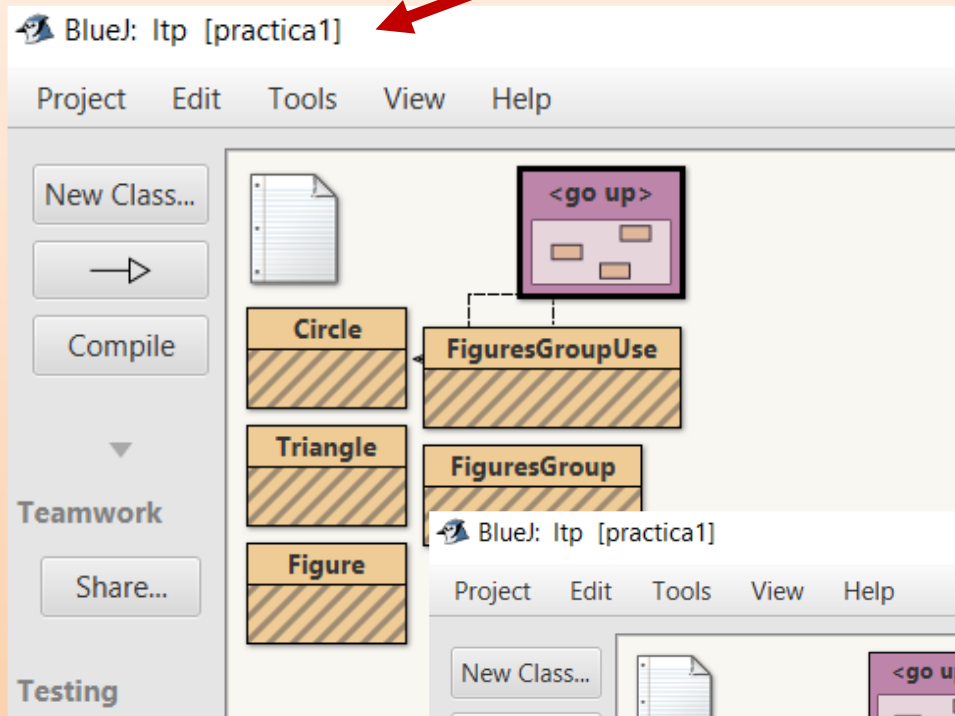 BlueJ: ltp [practica1]
Project Edit Tools View Help
New Class...
<go up>
Compile
Circle
FiguresGroupUse
Triangle
FiguresGroup
Teamwork
Share...
Figure
Testing
BlueJ: ltp [practica1]
Project Edit Tools View Help
New Class...
<go u